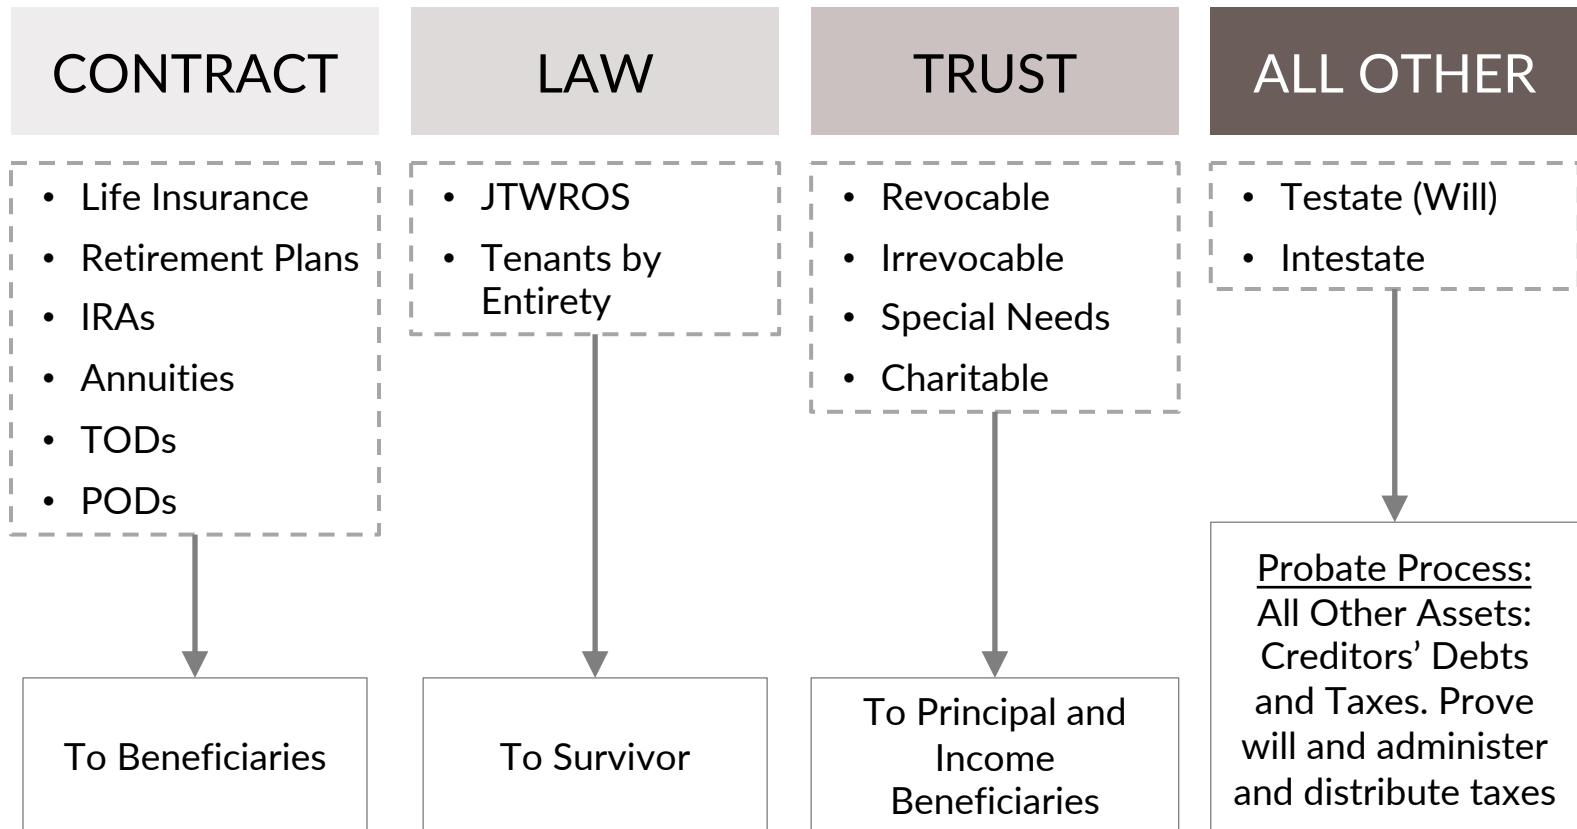 CONTRACT
• Life Insurance
• Retirement Plans
• IRAs
• Annuities
• TODs
• PODs
To Beneficiaries
LAW
• JTWROS
• Tenants by
Entirety
To Survivor
TRUST
• Revocable
• Irrevocable
• Special Needs
• Charitable
To Principal and
Income
Beneficiaries
ALL OTHER
• Testate (Will)
• Intestate
Probate Process:
All Other Assets:
Creditors’ Debts
and Taxes. Prove
will and administer
and distribute taxes